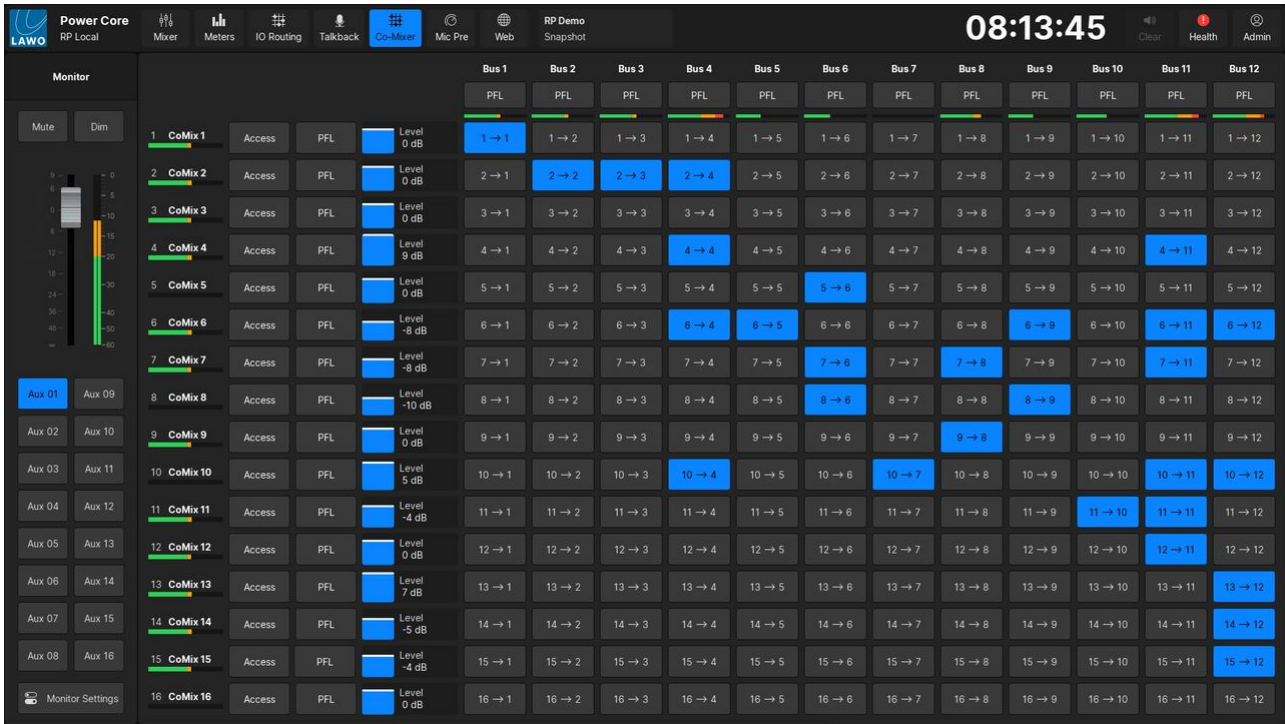 LAWO Power Core RP Local Mixer Meters IO Routing Talkback Co-Mixer Mic Pre Web RP Demo Snapshot 08:13:45 Clear Health Admin
Monitor
Mute Dim
9 6 0 6 12 18 24 36 48 ∞
0 5 10 15 20 30 40 50 60
Aux 01 Aux 09
Aux 02 Aux 10
Aux 03 Aux 11
Aux 04 Aux 12
Aux 05 Aux 13
Aux 06 Aux 14
Aux 07 Aux 15
Aux 08 Aux 16
Monitor Settings
Bus 1 Bus 2 Bus 3 Bus 4 Bus 5 Bus 6 Bus 7 Bus 8 Bus 9 Bus 10 Bus 11 Bus 12
PFL PFL PFL PFL PFL PFL PFL PFL PFL PFL PFL PFL
1 CoMix 1 Access PFL Level 0 dB 1 → 1 1 → 2 1 → 3 1 → 4 1 → 5 1 → 6 1 → 7 1 → 8 1 → 9 1 → 10 1 → 11 1 → 12
2 CoMix 2 Access PFL Level 0 dB 2 → 1 2 → 2 2 → 3 2 → 4 2 → 5 2 → 6 2 → 7 2 → 8 2 → 9 2 → 10 2 → 11 2 → 12
3 CoMix 3 Access PFL Level 0 dB 3 → 1 3 → 2 3 → 3 3 → 4 3 → 5 3 → 6 3 → 7 3 → 8 3 → 9 3 → 10 3 → 11 3 → 12
4 CoMix 4 Access PFL Level 9 dB 4 → 1 4 → 2 4 → 3 4 → 4 4 → 5 4 → 6 4 → 7 4 → 8 4 → 9 4 → 10 4 → 11 4 → 12
5 CoMix 5 Access PFL Level 0 dB 5 → 1 5 → 2 5 → 3 5 → 4 5 → 5 5 → 6 5 → 7 5 → 8 5 → 9 5 → 10 5 → 11 5 → 12
6 CoMix 6 Access PFL Level -8 dB 6 → 1 6 → 2 6 → 3 6 → 4 6 → 5 6 → 6 6 → 7 6 → 8 6 → 9 6 → 10 6 → 11 6 → 12
7 CoMix 7 Access PFL Level -8 dB 7 → 1 7 → 2 7 → 3 7 → 4 7 → 5 7 → 6 7 → 7 7 → 8 7 → 9 7 → 10 7 → 11 7 → 12
8 CoMix 8 Access PFL Level -10 dB 8 → 1 8 → 2 8 → 3 8 → 4 8 → 5 8 → 6 8 → 7 8 → 8 8 → 9 8 → 10 8 → 11 8 → 12
9 CoMix 9 Access PFL Level 0 dB 9 → 1 9 → 2 9 → 3 9 → 4 9 → 5 9 → 6 9 → 7 9 → 8 9 → 9 9 → 10 9 → 11 9 → 12
10 CoMix 10 Access PFL Level 5 dB 10 → 1 10 → 2 10 → 3 10 → 4 10 → 5 10 → 6 10 → 7 10 → 8 10 → 9 10 → 10 10 → 11 10 → 12
11 CoMix 11 Access PFL Level -4 dB 11 → 1 11 → 2 11 → 3 11 → 4 11 → 5 11 → 6 11 → 7 11 → 8 11 → 9 11 → 10 11 → 11 11 → 12
12 CoMix 12 Access PFL Level 0 dB 12 → 1 12 → 2 12 → 3 12 → 4 12 → 5 12 → 6 12 → 7 12 → 8 12 → 9 12 → 10 12 → 11 12 → 12
13 CoMix 13 Access PFL Level 7 dB 13 → 1 13 → 2 13 → 3 13 → 4 13 → 5 13 → 6 13 → 7 13 → 8 13 → 9 13 → 10 13 → 11 13 → 12
14 CoMix 14 Access PFL Level -5 dB 14 → 1 14 → 2 14 → 3 14 → 4 14 → 5 14 → 6 14 → 7 14 → 8 14 → 9 14 → 10 14 → 11 14 → 12
15 CoMix 15 Access PFL Level -4 dB 15 → 1 15 → 2 15 → 3 15 → 4 15 → 5 15 → 6 15 → 7 15 → 8 15 → 9 15 → 10 15 → 11 15 → 12
16 CoMix 16 Access PFL Level 0 dB 16 → 1 16 → 2 16 → 3 16 → 4 16 → 5 16 → 6 16 → 7 16 → 8 16 → 9 16 → 10 16 → 11 16 → 12